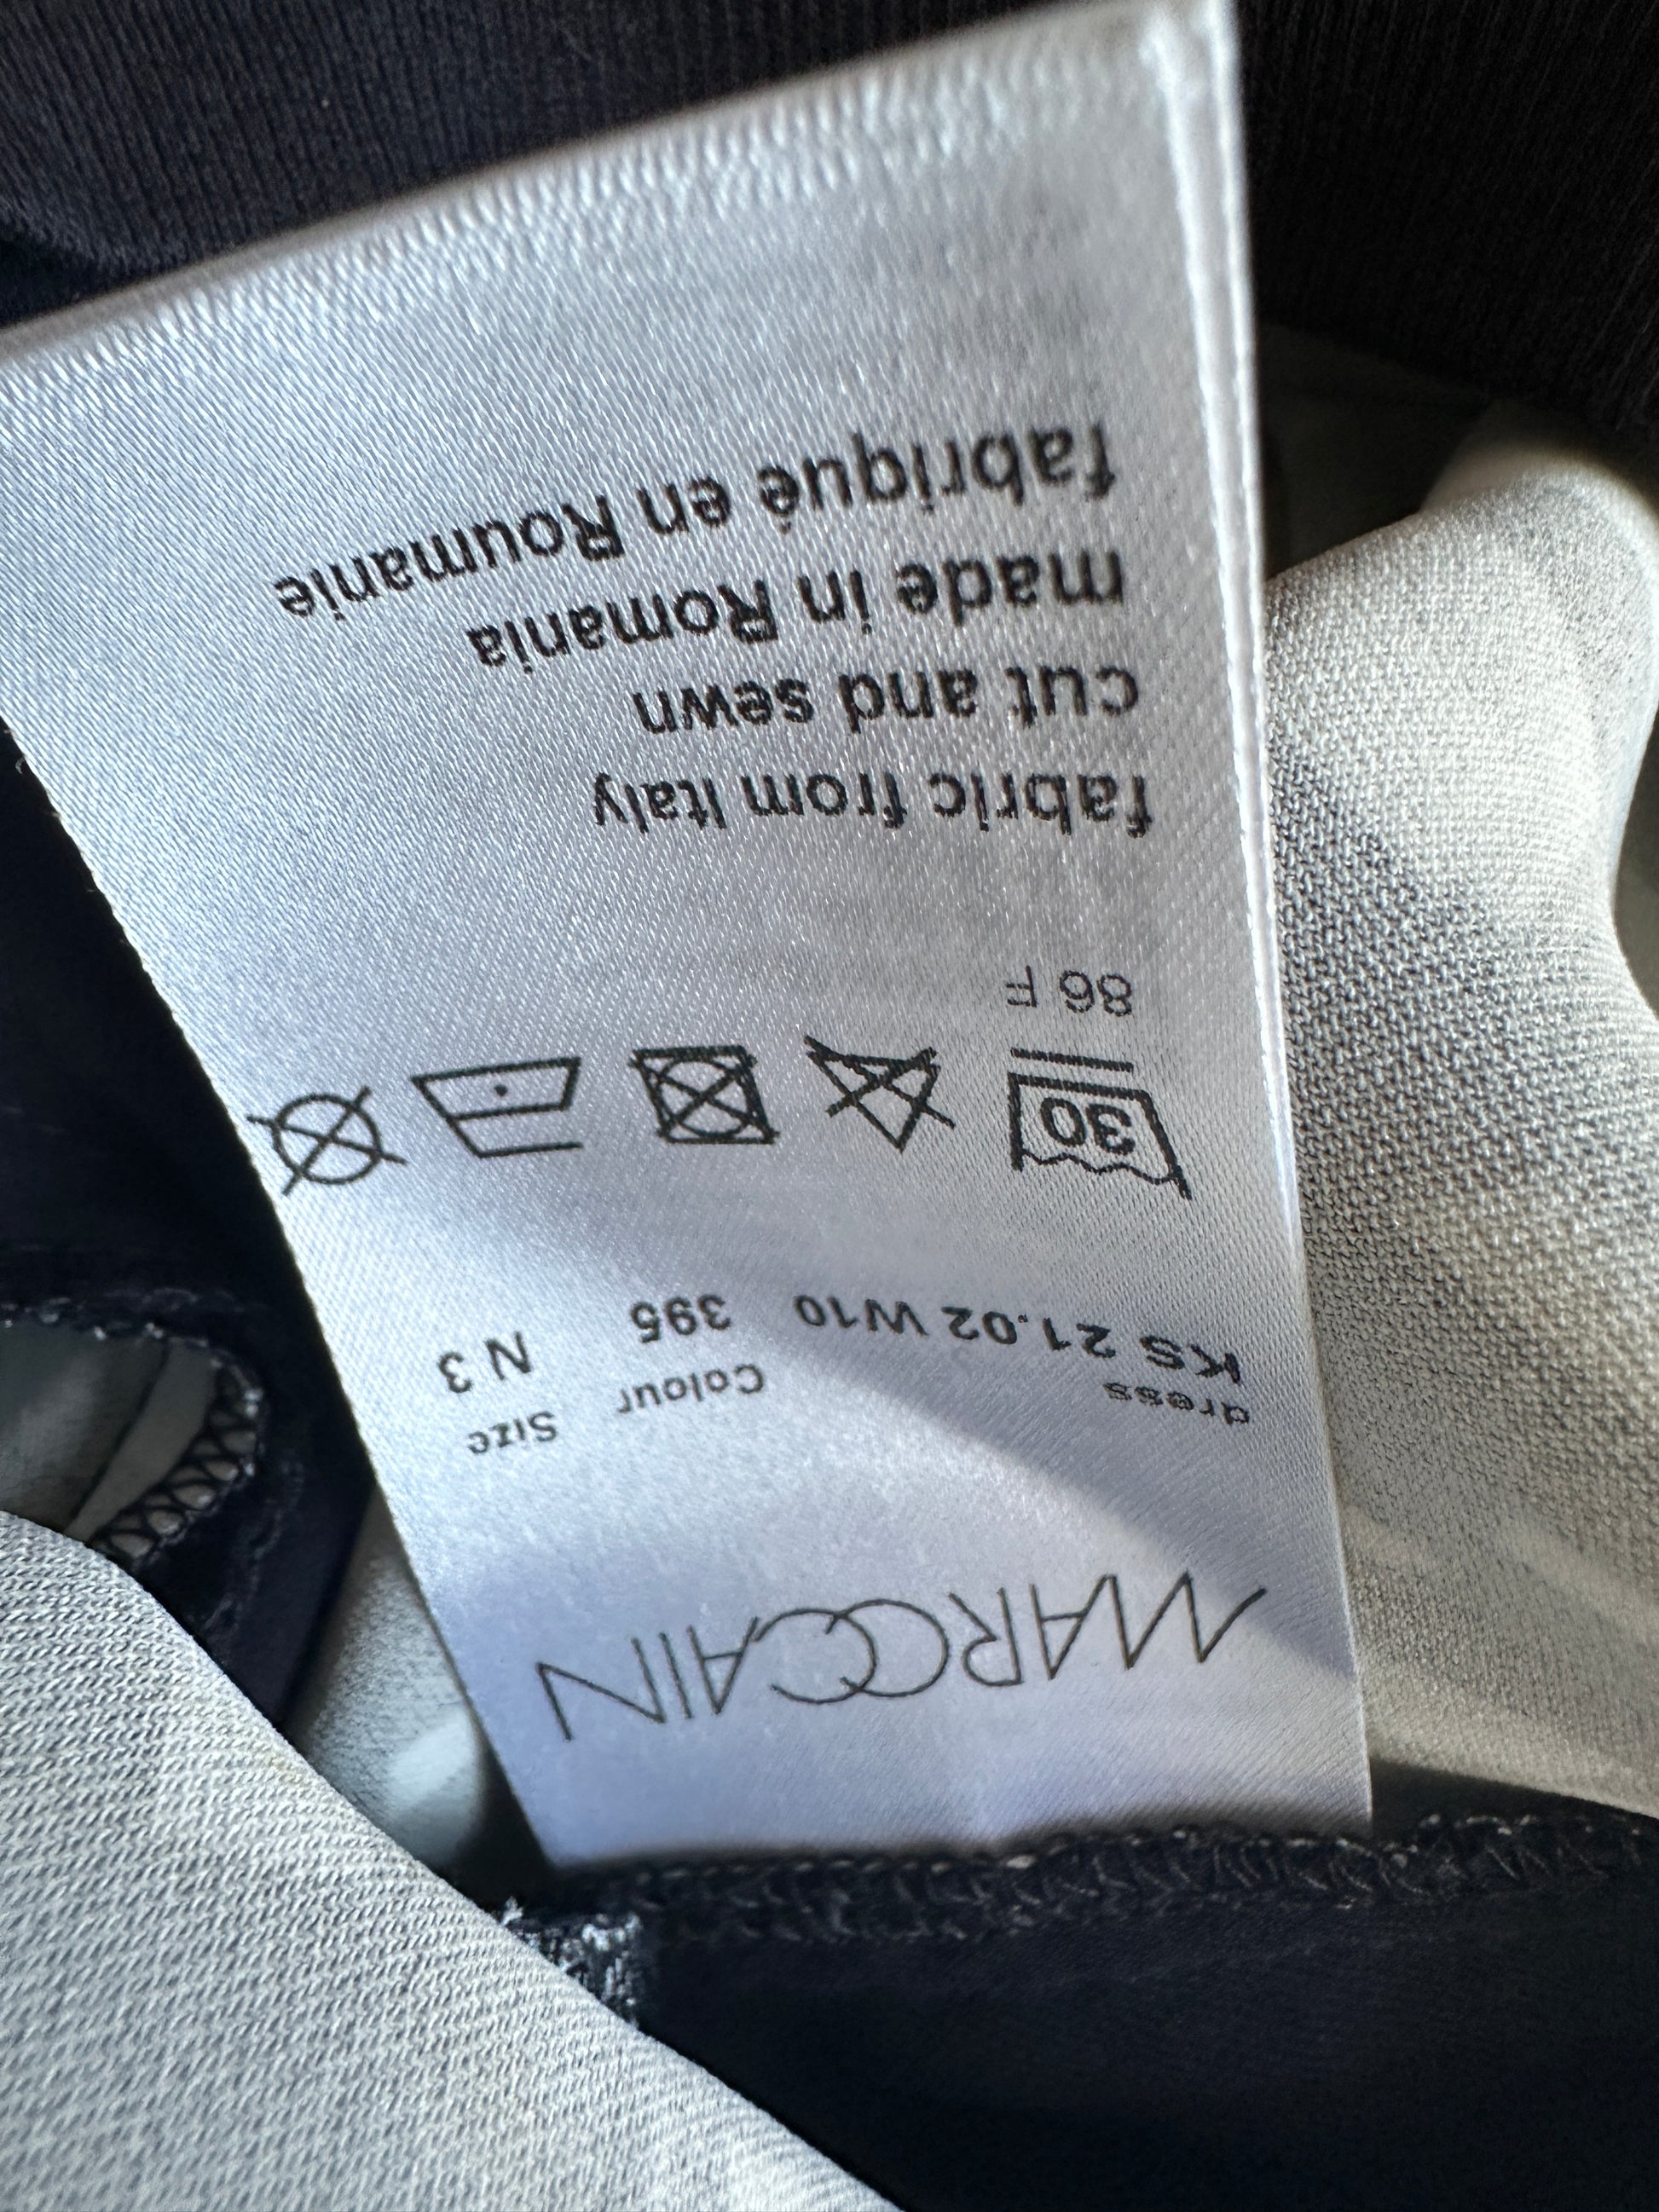 MARCCAIN
dress Colour Size
KS 21.02 W10 395 N 3
30
86 F
fabric from Italy
cut and sewn
made in Romania
fabriqué en Roumanie